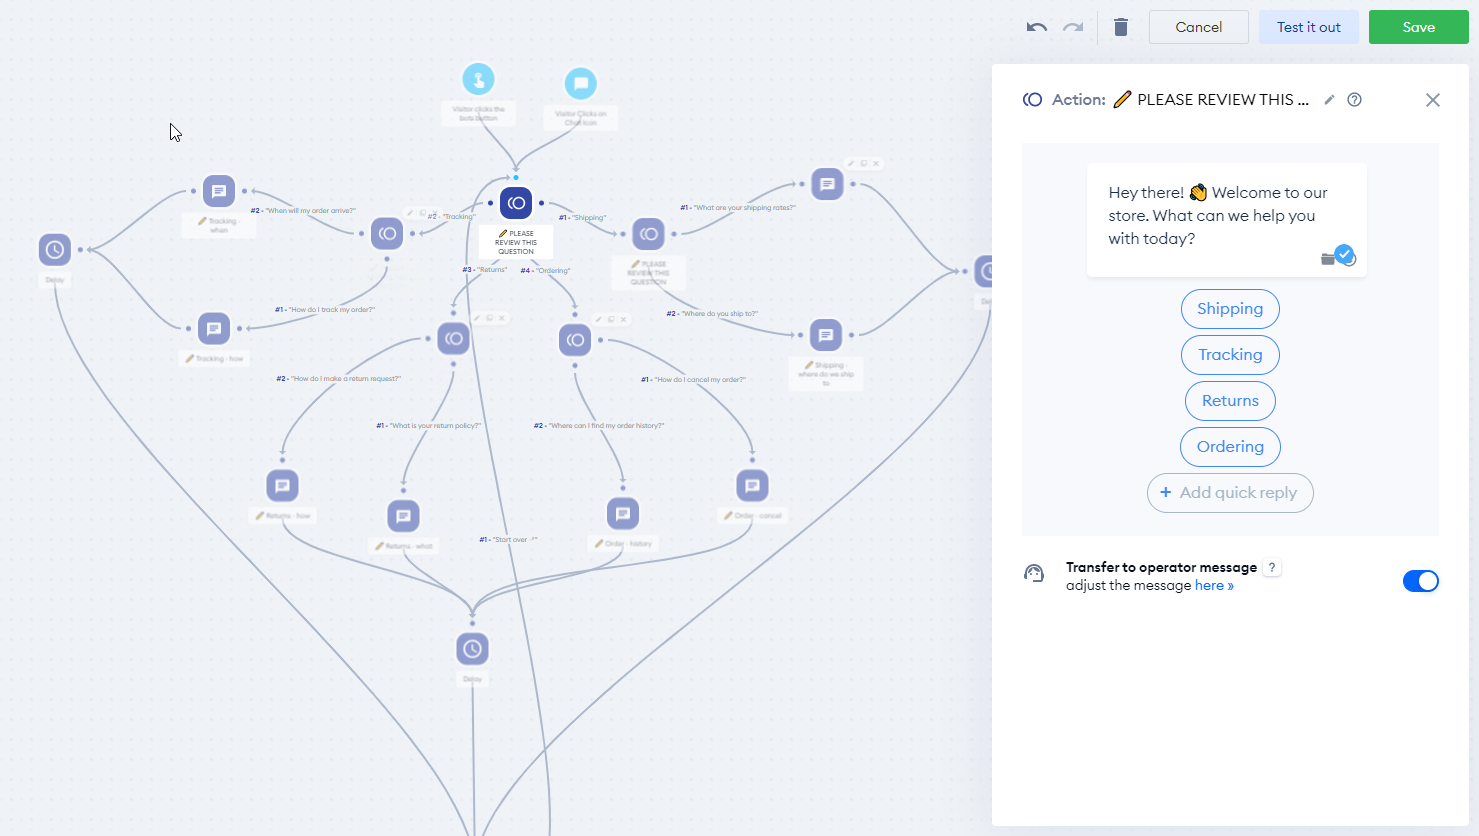 Cancel
Test it out
Save
Visitor clicks the
bots button
Visitor Clicks on
Chat icon
Action: PLEASE REVIEW THIS ...
Hey there! Welcome to our
store. What can we help you
with today?
Shipping
Tracking
Returns
Ordering
+ Add quick reply
Transfer to operator message ?
adjust the message here »
#2 - "When will my order arrive?"
#2 - "Tracking"
#1 - "Shipping"
#1 - "What are your shipping rates?"
Tracking -
when
PLEASE
REVIEW THIS
QUESTION
PLEASE
REVIEW THIS
QUESTION
Delay
#3 - "Returns"
#4 - "Ordering"
#1 - "How do I track my order?"
#2 - "Where do you ship to?"
Tracking - how
Shipping -
where do we ship
to
#2 - "How do I make a return request?"
#1 - "How do I cancel my order?"
#1 - "What is your return policy?"
#2 - "Where can I find my order history?"
Returns - how
Order - cancel
Returns - what
#1 - "Start over
Order - history
Delay